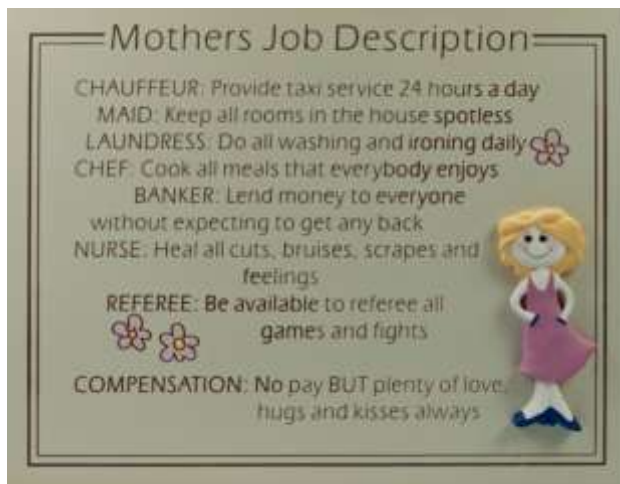 Mothers Job Description
CHAUFFEUR: Provide taxi service 24 hours a day
MAID: Keep all rooms in the house spotless
LAUNDRESS: Do all washing and ironing daily
CHEF: Cook all meals that everybody enjoys
BANKER: Lend money to everyone
without expecting to get any back
NURSE: Heal all cuts, bruises, scrapes and
feelings
REFEREE: Be available to referee all
games and fights
COMPENSATION: No pay BUT plenty of love,
hugs and kisses always